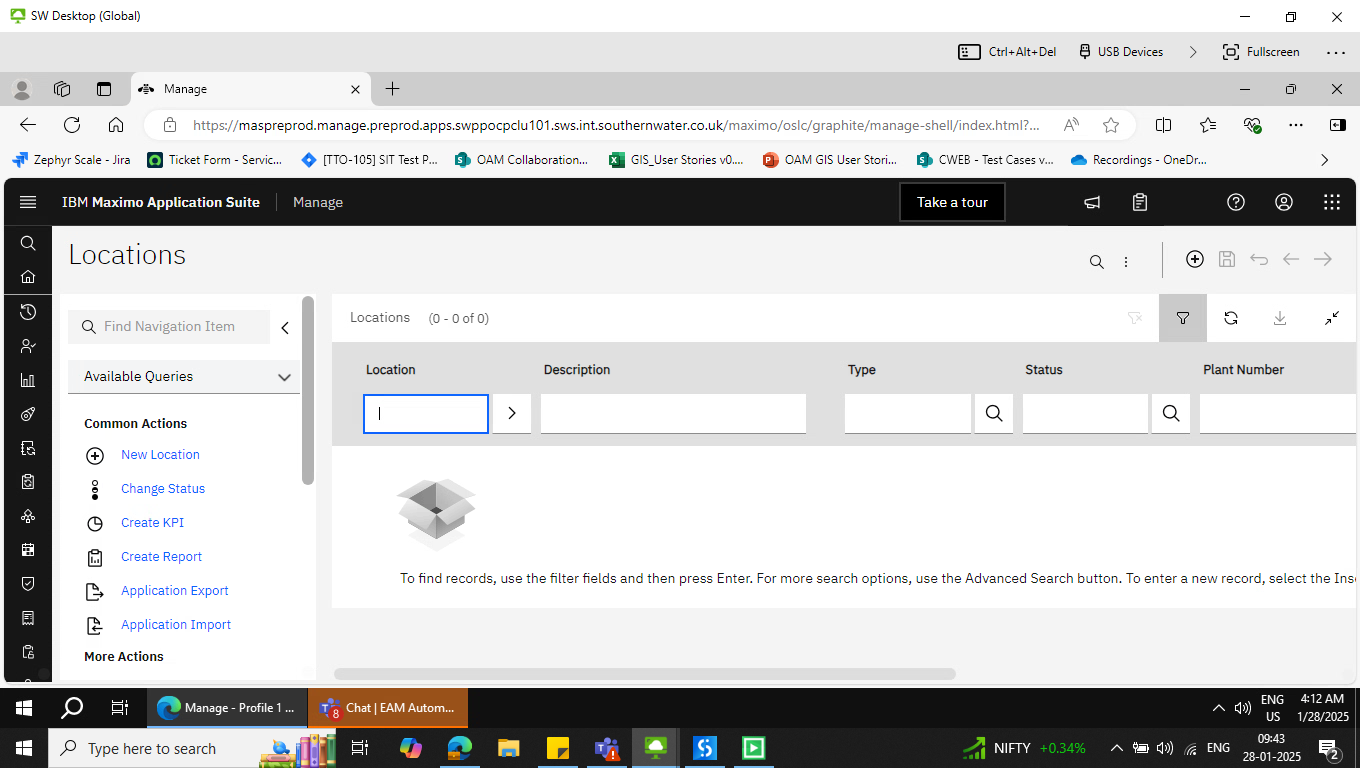 SW Desktop (Global)
Ctrl+Alt+Del
USB Devices
Fullscreen
Manage
https://maspreprod.manage.preprod.apps.swppocpclu101.sws.int.southernwater.co.uk/maximo/oslc/graphite/manage-shell/index.html?...
Zephyr Scale - Jira
Ticket Form - Servic...
[TTO-105] SIT Test P...
OAM Collaboration...
GIS_User Stories v0....
OAM GIS User Stori...
CWEB - Test Cases v...
Recordings - OneDr...
IBM Maximo Application Suite
Manage
Take a tour
Locations
Find Navigation Item
Available Queries
Common Actions
New Location
Change Status
Create KPI
Create Report
Application Export
Application Import
More Actions
Locations (0 - 0 of 0)
Location
Description
Type
Status
Plant Number
To find records, use the filter fields and then press Enter. For more search options, use the Advanced Search button. To enter a new record, select the Inse
Manage - Profile 1 ...
8
Chat | EAM Autom...
ENG
US
4:12 AM
1/28/2025
Type here to search
NIFTY +0.34%
ENG
09:43
28-01-2025
2